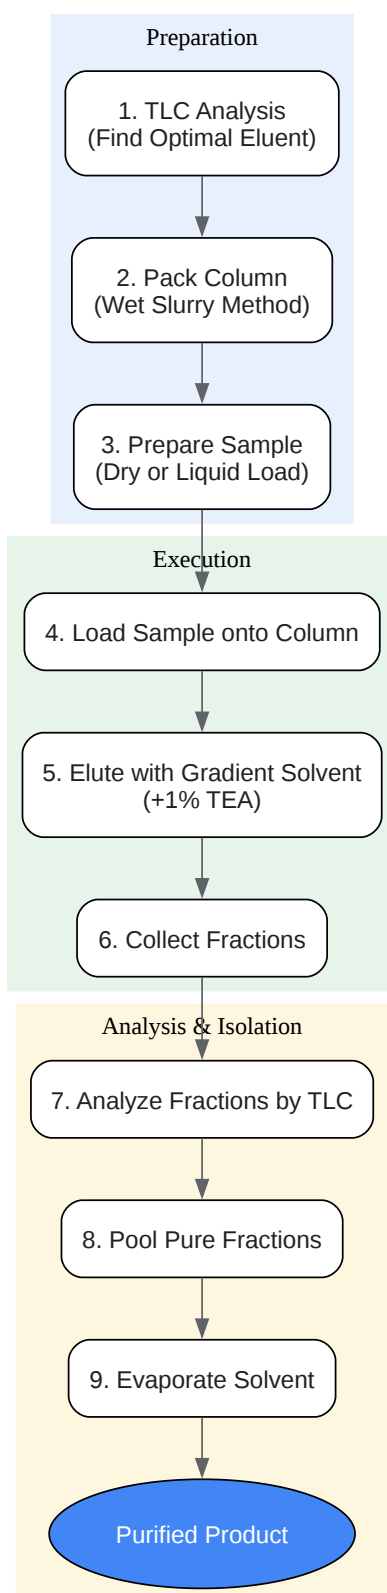 Preparation
1. TLC Analysis
(Find Optimal Eluent)
2. Pack Column
(Wet Slurry Method)
3. Prepare Sample
(Dry or Liquid Load)
Execution
4. Load Sample onto Column
5. Elute with Gradient Solvent
(+1% TEA)
6. Collect Fractions
Analysis & Isolation
7. Analyze Fractions by TLC
8. Pool Pure Fractions
9. Evaporate Solvent
Purified Product